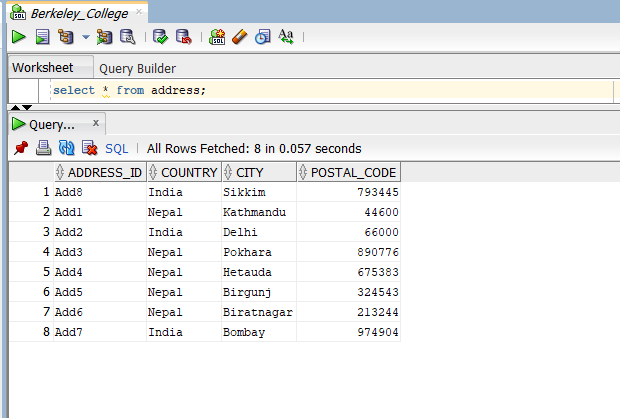 Berkeley_College
SQL
Aa
Worksheet Query Builder
select * from address;
Query... x
SQL All Rows Fetched: 8 in 0.057 seconds
ADDRESS_ID COUNTRY CITY POSTAL_CODE
1 Add8 India Sikkim 793445
2 Add1 Nepal Kathmandu 44600
3 Add2 India Delhi 66000
4 Add3 Nepal Pokhara 890776
5 Add4 Nepal Hetauda 675383
6 Add5 Nepal Birgunj 324543
7 Add6 Nepal Biratnagar 213244
8 Add7 India Bombay 974904